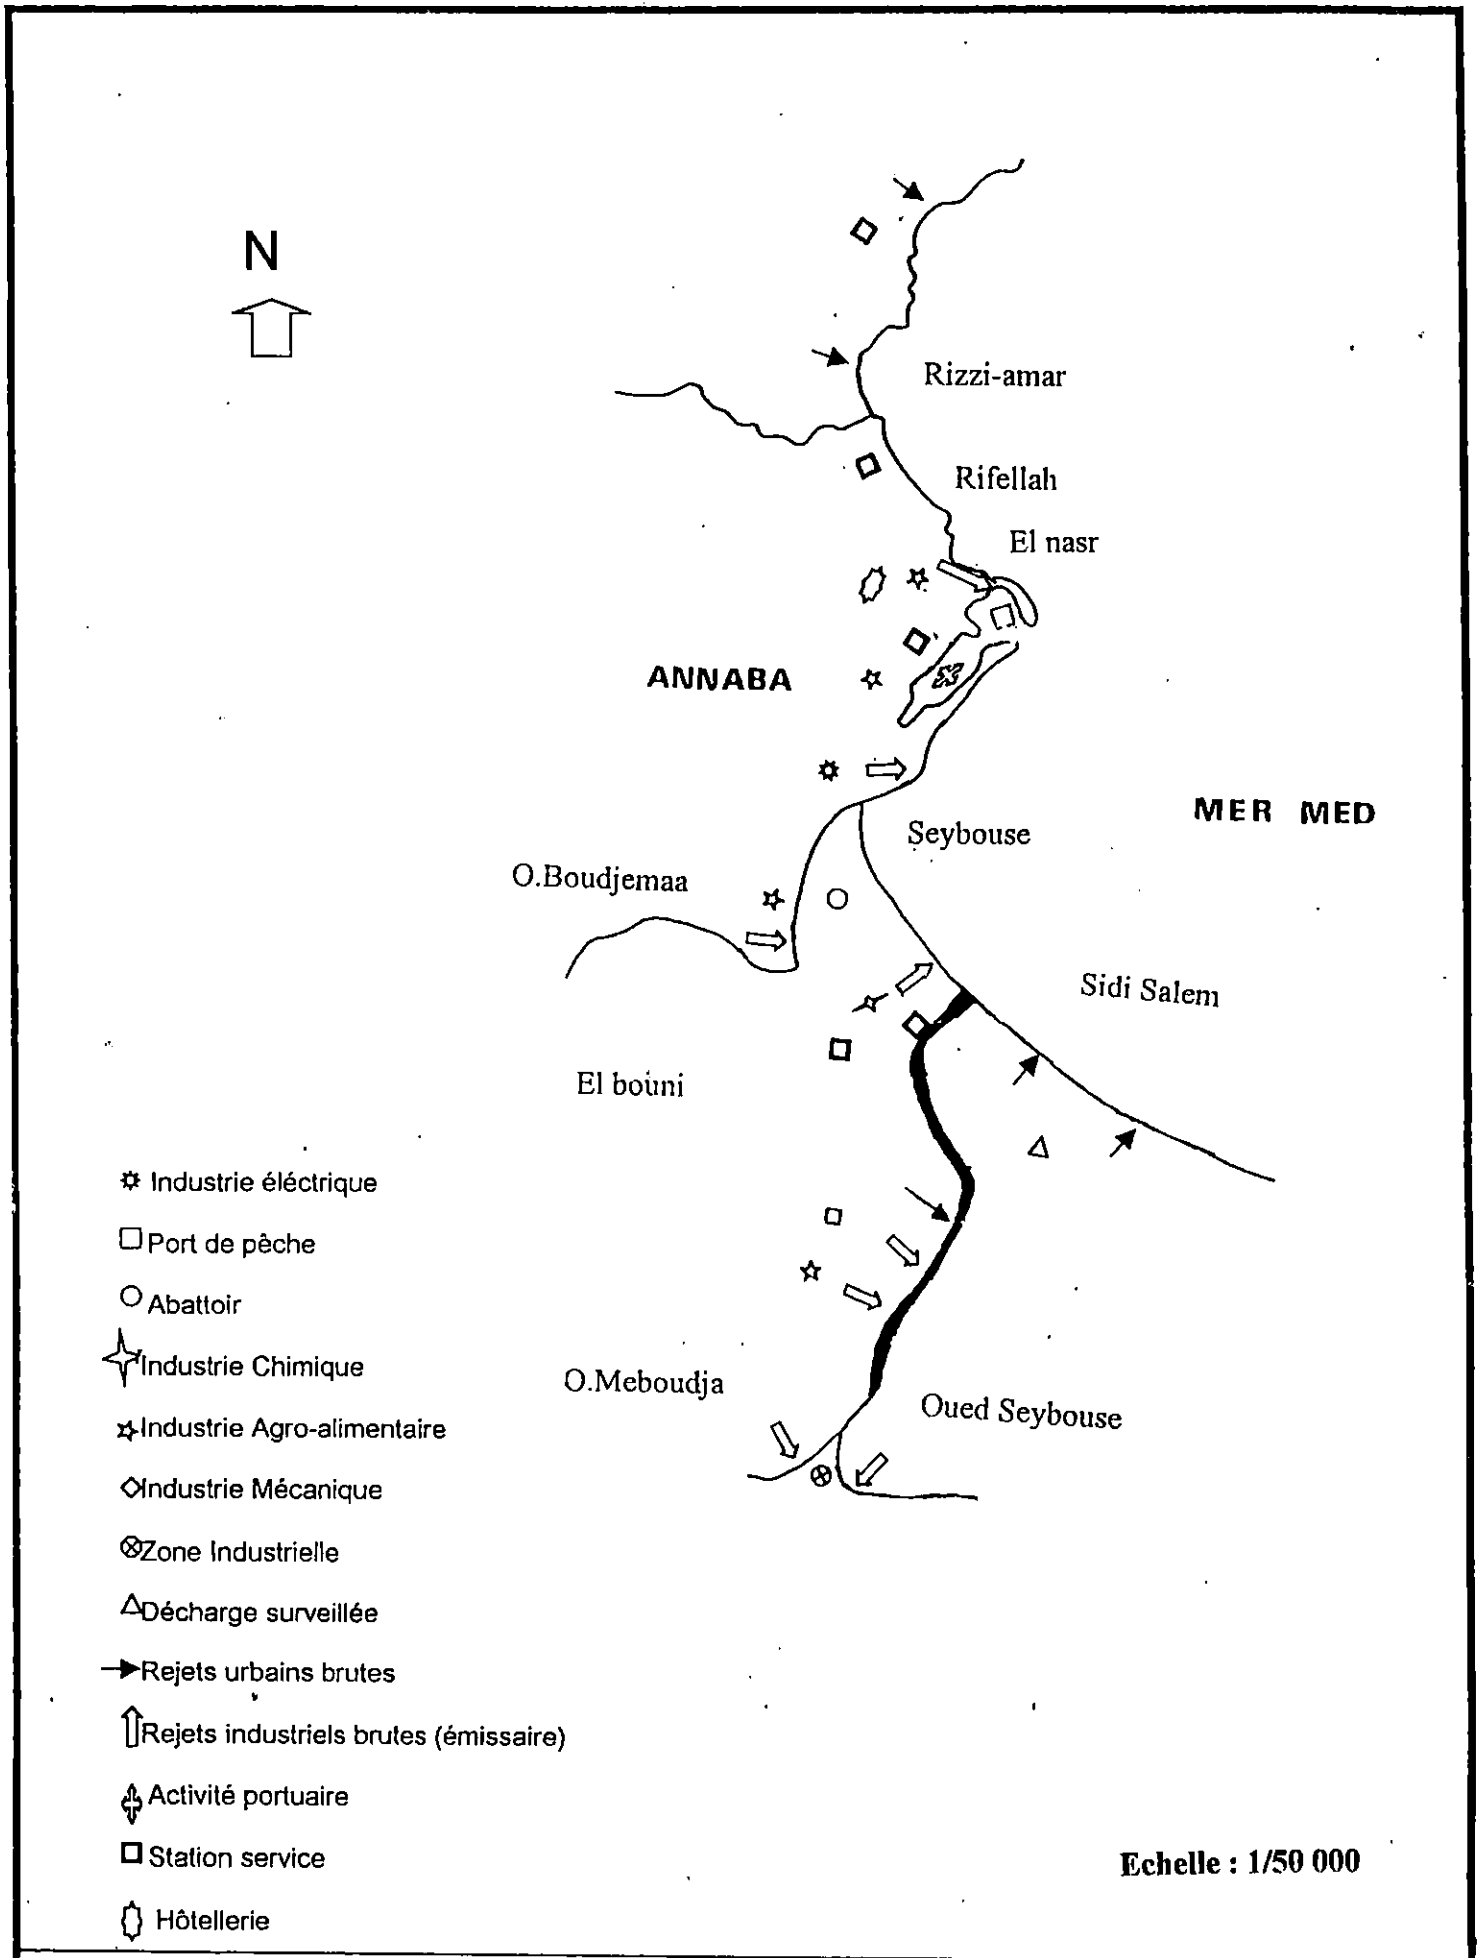 N
Rizzi-amar
Rifellah
El nasr
ANNABA
MER MED
Seybouse
O.Boudjemaa
Sidi Salem
El bouni
Industrie éléctrique
Port de pêche
Abattoir
Industrie Chimique
O.Meboudja
Oued Seybouse
Industrie Agro-alimentaire
Industrie Mécanique
Zone Industrielle
Décharge surveillée
Rejets urbains brutes
Rejets industriels brutes (émissaire)
Activité portuaire
Station service
Echelle : 1/50 000
Hôtellerie